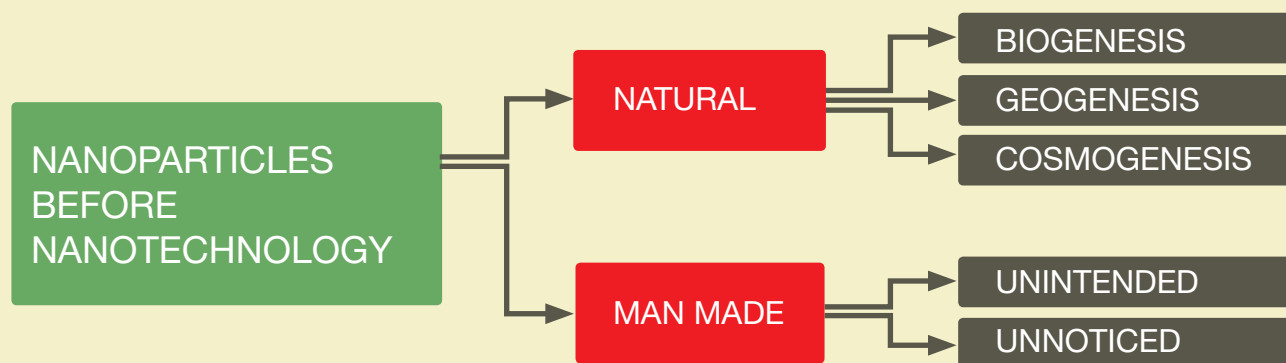 NANOPARTICLES
BEFORE
NANOTECHNOLOGY
NATURAL
BIOGENESIS
GEOGENESIS
COSMOGENESIS
MAN MADE
UNINTENDED
UNNOTICED